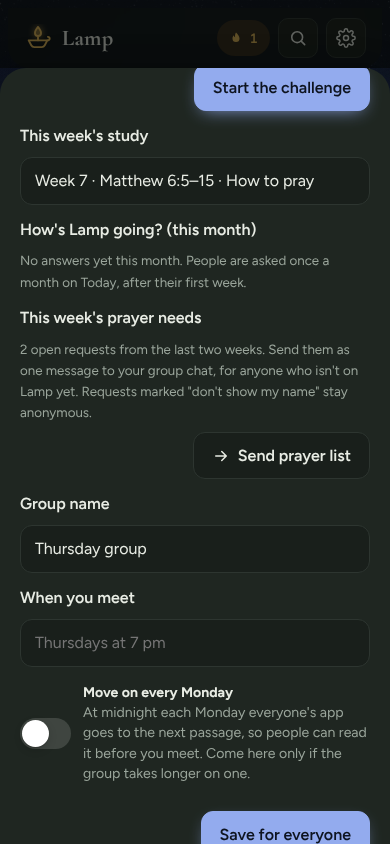 Lamp
1
Start the challenge
This week's study
Week 7 · Matthew 6:5–15 · How to pray
How's Lamp going? (this month)
No answers yet this month. People are asked once a
month on Today, after their first week.
This week's prayer needs
2 open requests from the last two weeks. Send them as
one message to your group chat, for anyone who isn't on
Lamp yet. Requests marked "don't show my name" stay
anonymous.
→ Send prayer list
Group name
Thursday group
When you meet
Thursdays at 7 pm
Move on every Monday
At midnight each Monday everyone's app
goes to the next passage, so people can read
it before you meet. Come here only if the
group takes longer on one.
Save for everyone